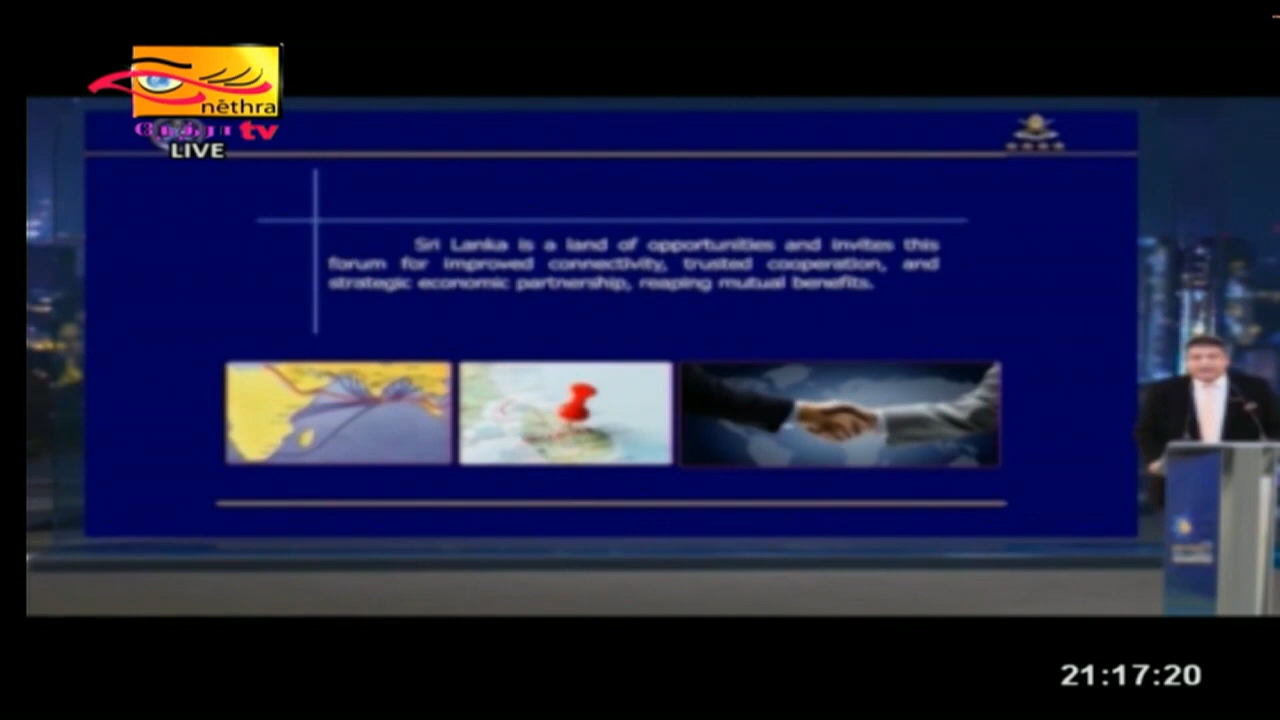 nēthra
நேத்ரா tv
LIVE
Sri Lanka is a land of opportunities and invites this
forum for improved connectivity, trusted cooperation, and
strategic economic partnership, reaping mutual benefits.
21:17:20